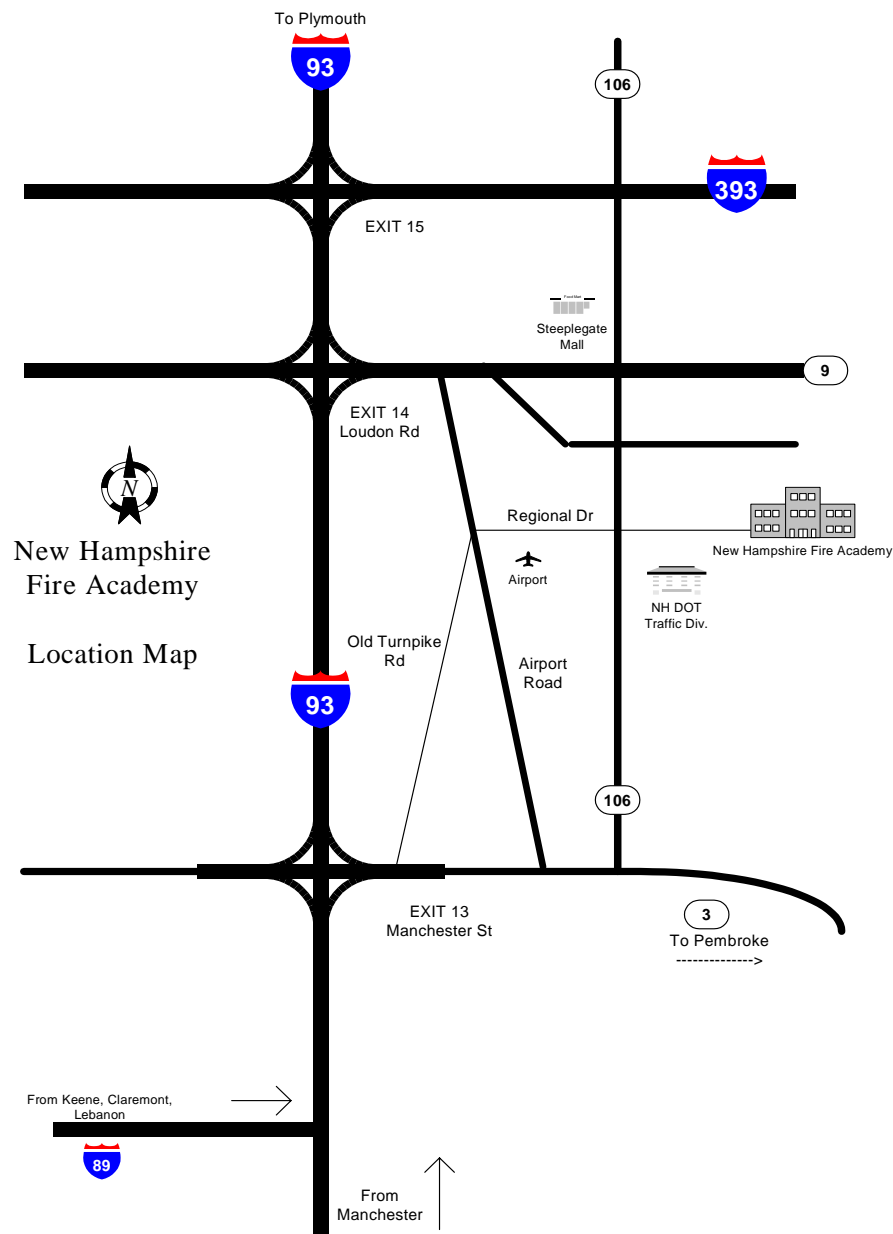 To Plymouth
93
106
393
EXIT 15
Steeplegate
Mall
9
EXIT 14
Loudon Rd
N
Regional Dr
New Hampshire
Fire Academy
Location Map
New Hampshire Fire Academy
Airport
NH DOT
Traffic Div.
Old Turnpike
Rd
Airport
Road
93
106
EXIT 13
Manchester St
3
To Pembroke
-------------->
From Keene, Claremont,
Lebanon
89
From
Manchester